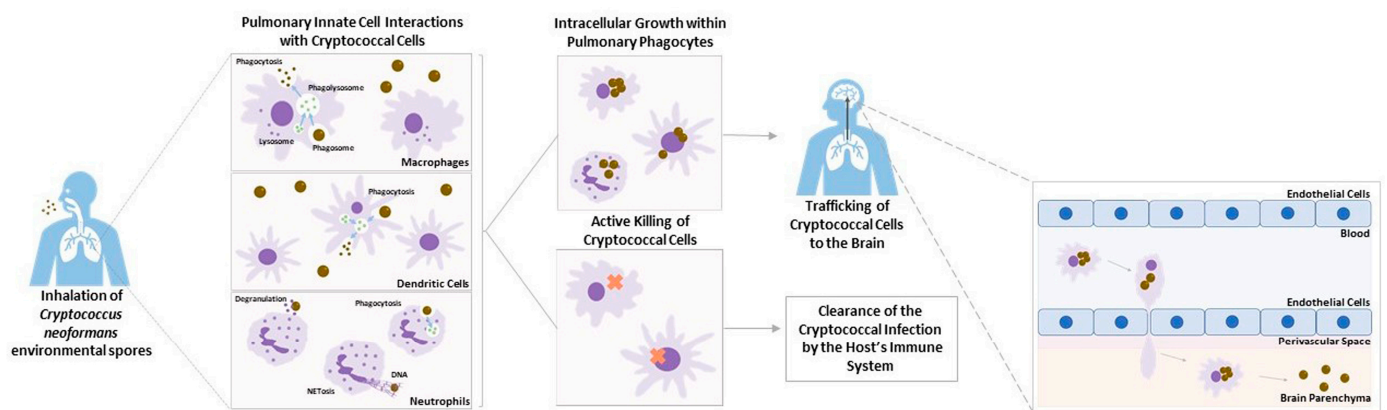 Inhalation of
Cryptococcus
neoformans
environmental spores
Pulmonary Innate Cell Interactions
with Cryptococcal Cells
Phagocytosis
Phagolysosome
Lysosome
Phagosome
Macrophages
Phagocytosis
Dendritic Cells
Degranulation
Phagocytosis
DNA
NETosis
Neutrophils
Intracellular Growth within
Pulmonary Phagocytes
Active Killing of
Cryptococcal Cells
Trafficking of
Cryptococcal Cells
to the Brain
Clearance of the
Cryptococcal Infection
by the Host's Immune
System
Endothelial Cells
Blood
Endothelial Cells
Perivascular Space
Brain Parenchyma